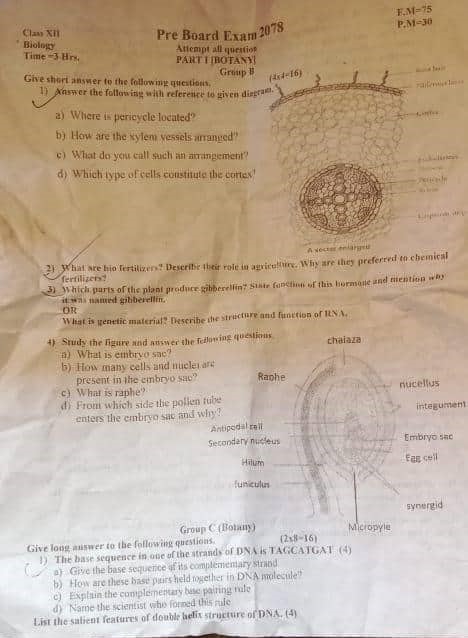 F.M=75
Class XII
Pre Board Exam 2078
P.M=30
Biology
Attempt all question
Time =3 Hrs.
PART I [BOTANY]
Group B
Give short answer to the following questions.
(4x4=16)
1) Answer the following with reference to given diagram.
a) Where is pericycle located?
b) How are the xylem vessels arranged?
c) What do you call such an arrangement?
d) Which type of cells constitute the cortex?
A sector enlarged
2) What are bio fertilizers? Describe their role in agriculture. Why are they preferred to chemical
fertilizers?
3) Which parts of the plant produce gibberellin? State function of this hormone and mention why
it was named gibberellin.
OR
What is genetic material? Describe the structure and function of RNA.
4) Study the figure and answer the following questions.
a) What is embryo sac?
b) How many cells and nuclei are
present in the embryo sac?
c) What is raphe?
d) From which side the pollen tube
enters the embryo sac and why?
chalaza
Raphe
nucellus
integument
Antipodal cell
Secondary nucleus
Embryo sac
Hilum
Egg cell
funiculus
synergid
Micropyle
Group C (Botany)
Give long answer to the following questions.
(2x8=16)
1) The base sequence in one of the strands of DNA is TAGCATGAT (4)
a) Give the base sequence of its complementary strand
b) How are these base pairs held together in DNA molecule?
c) Explain the complementary base pairing rule
d) Name the scientist who formed this rule
List the salient features of double helix structure of DNA. (4)